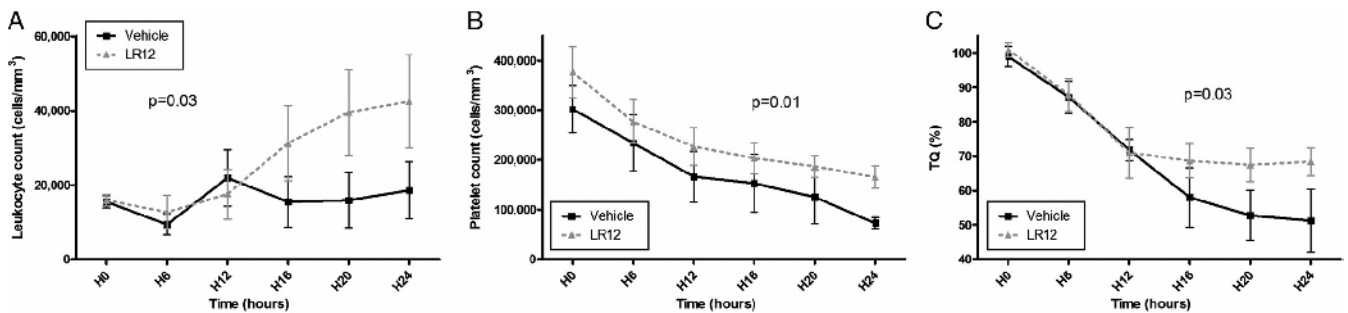 A
Leukocyte count (cells/mm³)
60,000
40,000
20,000
0
Vehicle
LR12
p=0.03
H0
H6
H12
H16
H20
H24
Time (hours)
B
Platelet count (cells/mm³)
400,000
300,000
200,000
100.000
0
p=0.01
Vehicle
LR12
H0
H6
H12
H16
H20
H24
Time (hours)
C
TQ (%)
100
90
80
70
60
50
40
p=0.03
Vehicle
LR12
H0
H6
H12
H16
H20
H24
Time (hours)